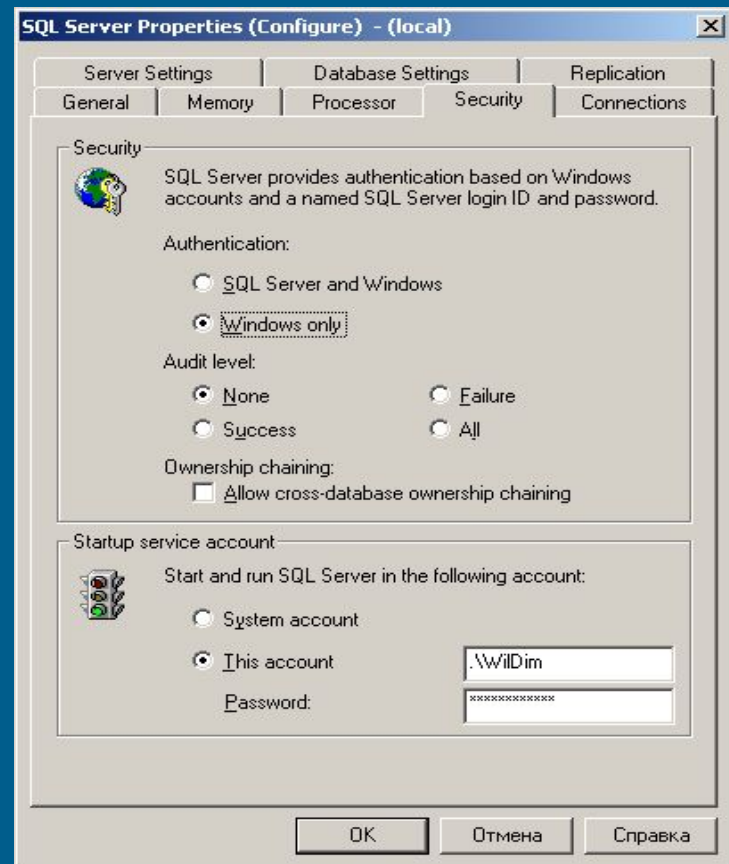 SQL Server Properties (Configure) - (local)
Server Settings Database Settings Replication
General Memory Processor Security Connections
Security
SQL Server provides authentication based on Windows
accounts and a named SQL Server login ID and password.
Authentication:
SQL Server and Windows
Windows only
Audit level:
None Failure
Success All
Ownership chaining:
Allow cross-database ownership chaining
Startup service account
Start and run SQL Server in the following account:
System account
This account .\WilDim
Password: ************
OK Отмена Справка